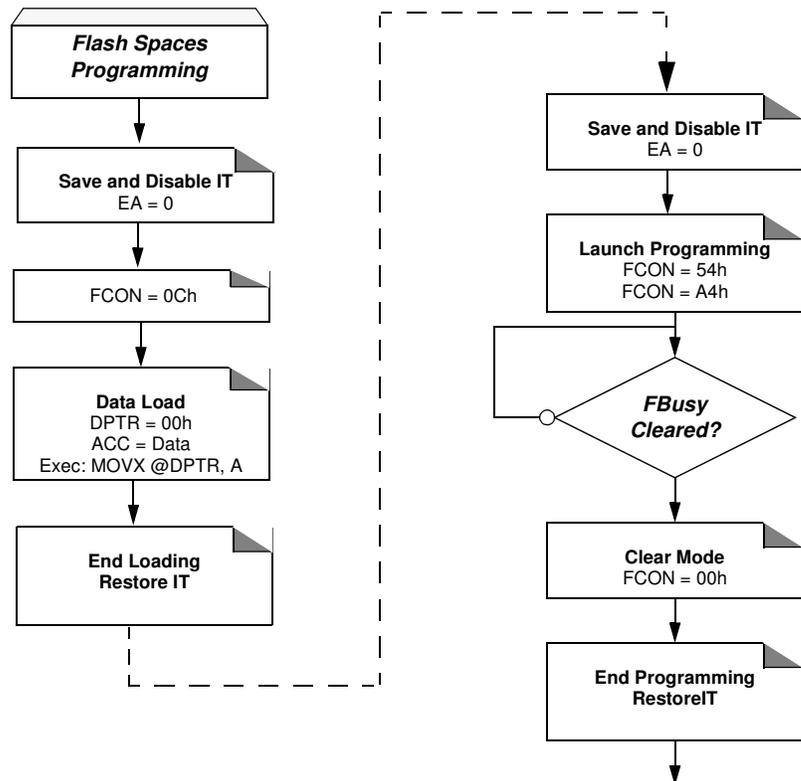 Flash Spaces
Programming
Save and Disable IT
EA = 0
FCON = 0Ch
Data Load
DPTR = 00h
ACC = Data
Exec: MOVX @DPTR, A
End Loading
Restore IT
Save and Disable IT
EA = 0
Launch Programming
FCON = 54h
FCON = A4h
FBusy
Cleared?
Clear Mode
FCON = 00h
End Programming
RestoreIT